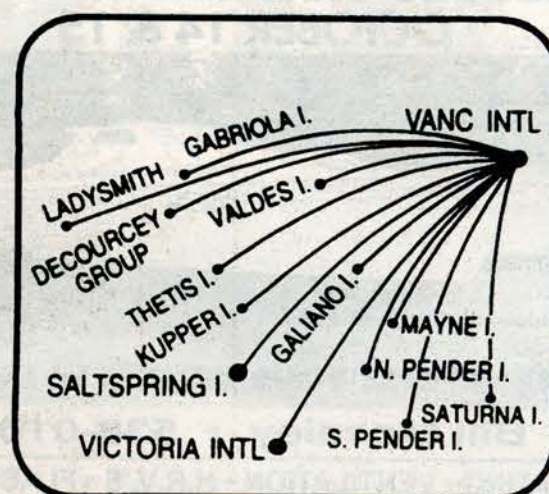 VANC INTL
GABRIOLA I.
LADYSMITH
DECOURCEY
GROUP
VALDES I.
THETIS I.
KUPPER I.
GALIANO I.
MAYNE I.
N. PENDER I.
SALTSPRING I.
SATURNA I.
S. PENDER I.
VICTORIA INTL